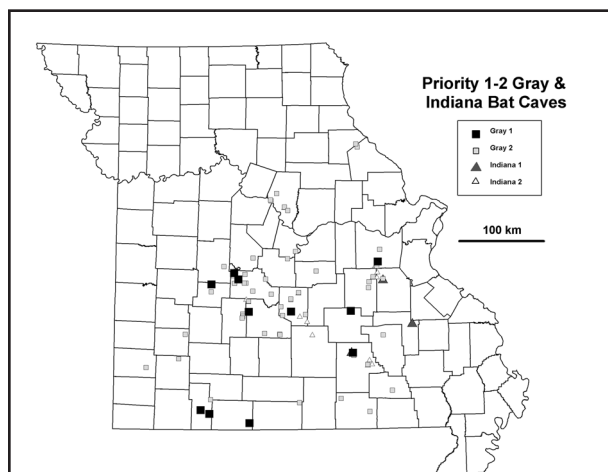 Priority 1-2 Gray &
Indiana Bat Caves
Gray 1
Gray 2
Indiana 1
Indiana 2
100 km